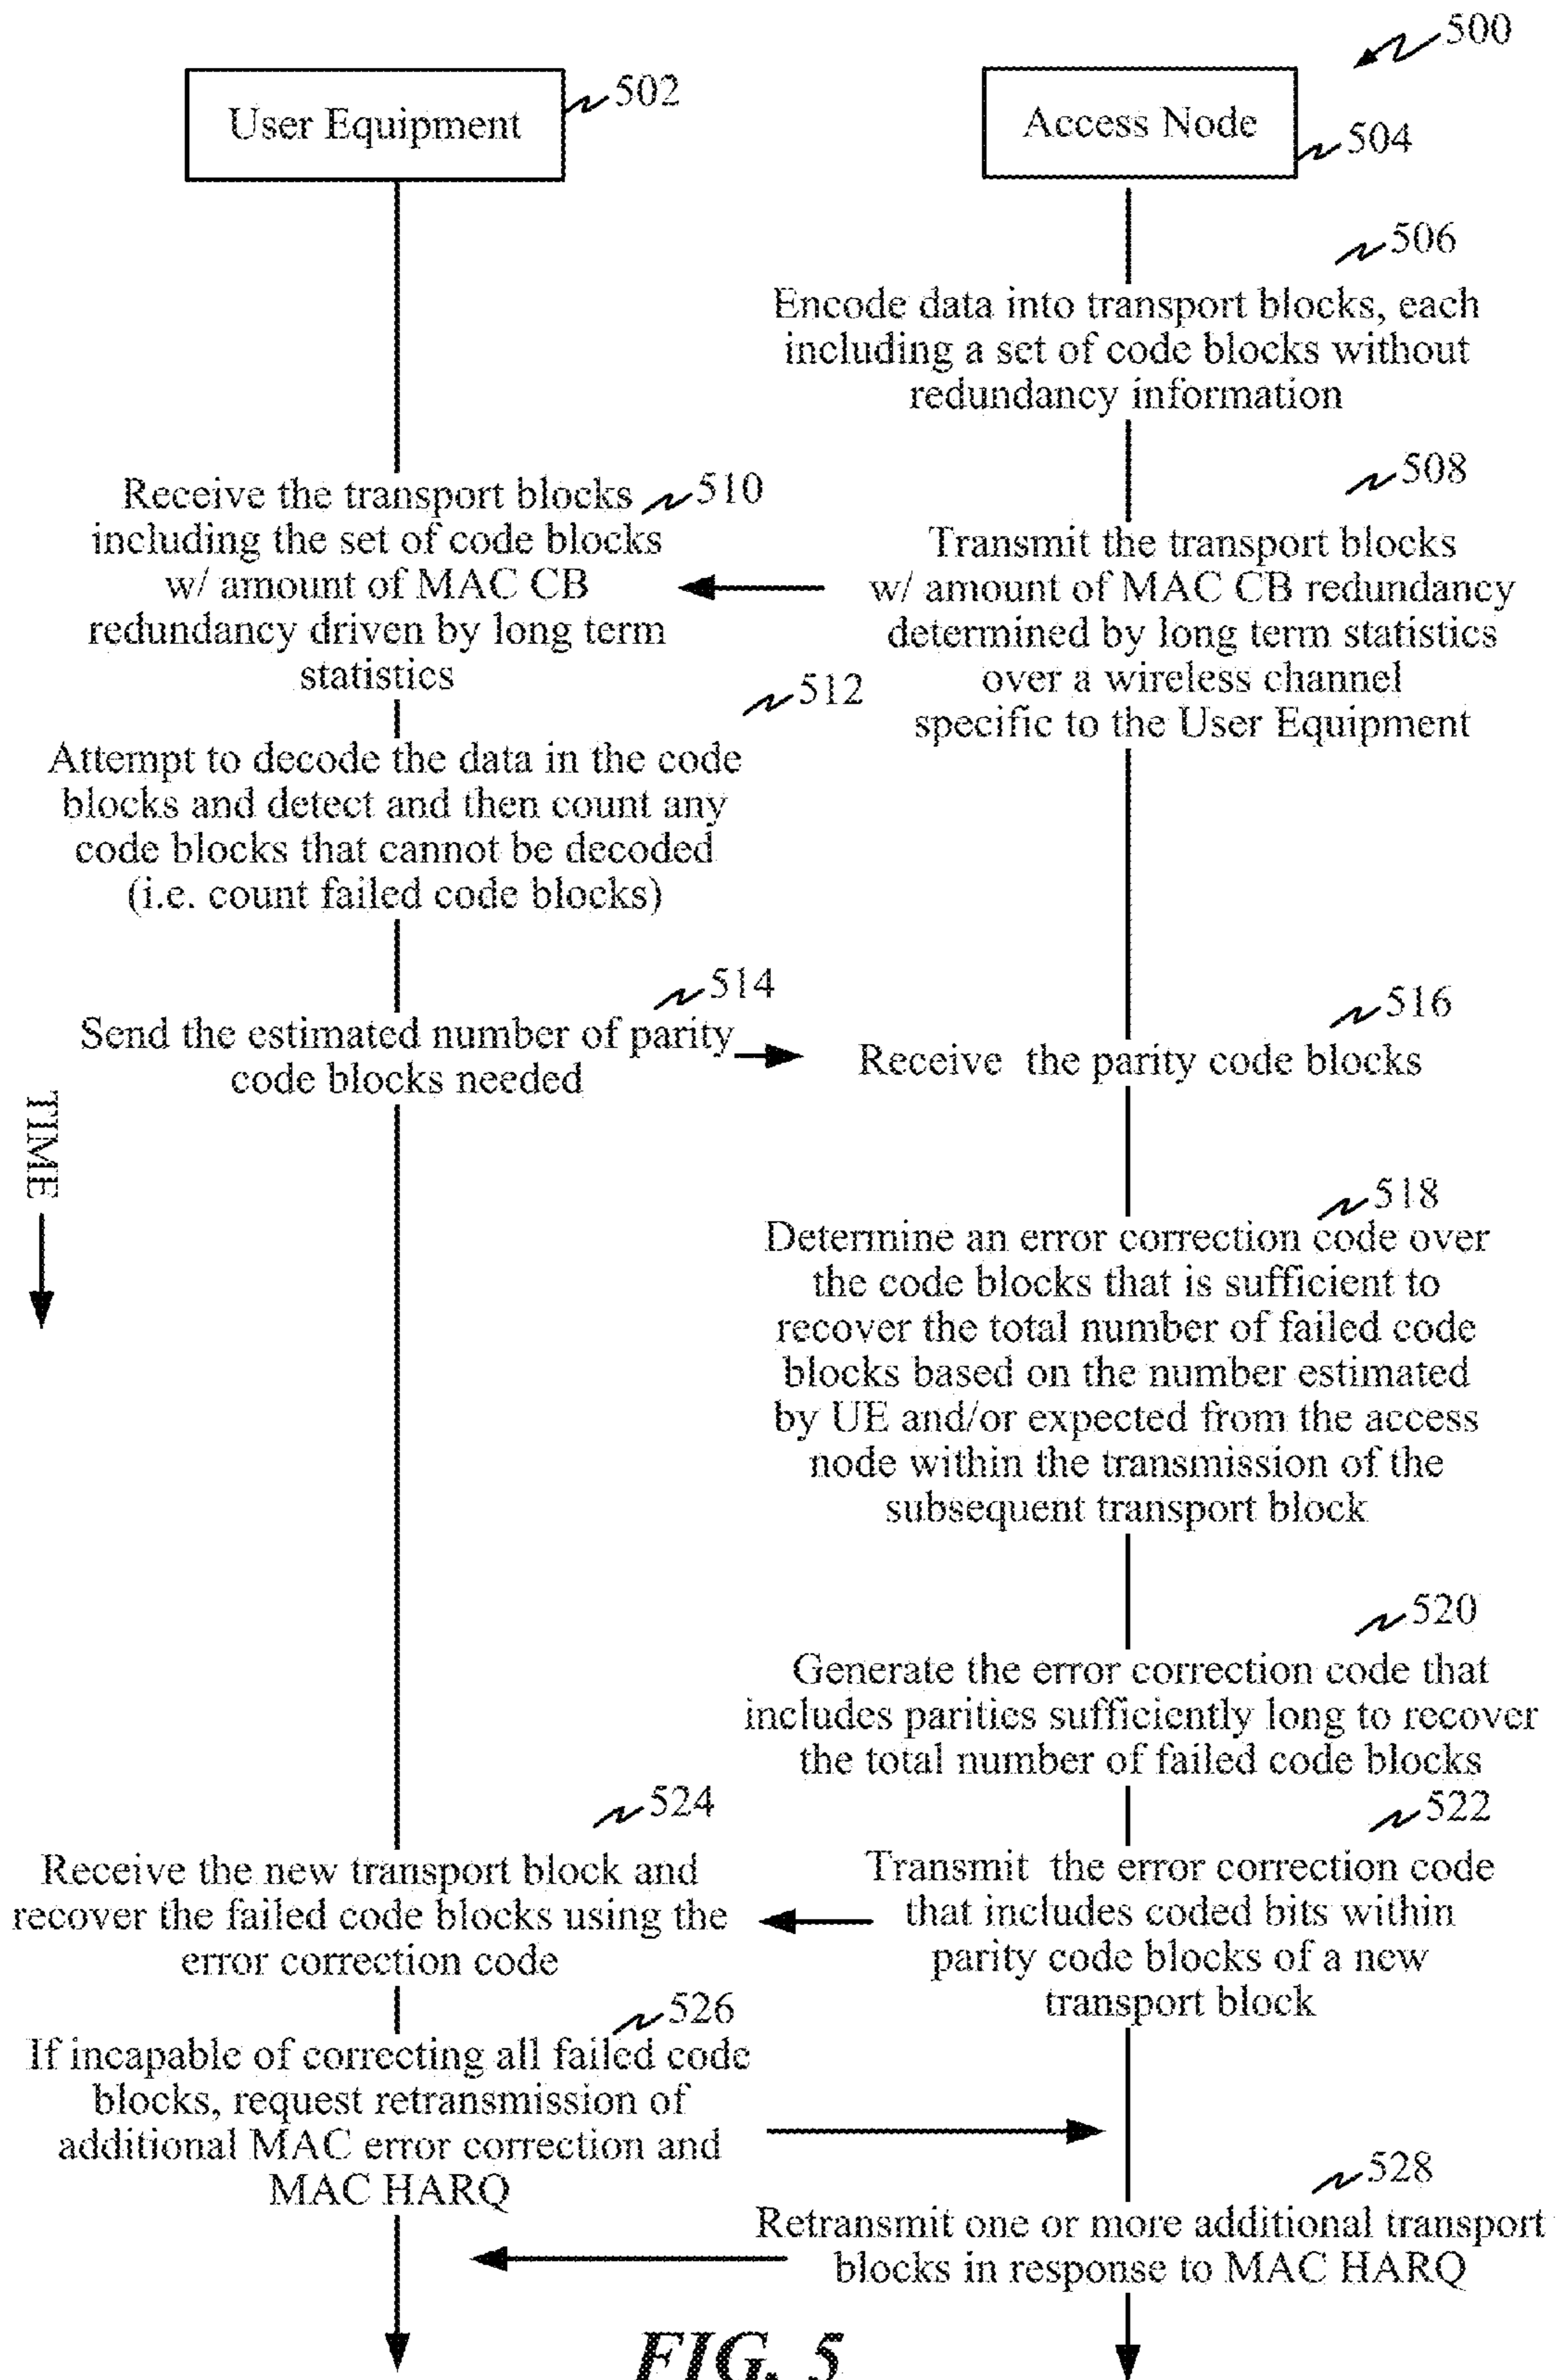 500
User Equipment
502
Access Node
504
506
Encode data into transport blocks, each
including a set of code blocks without
redundancy information
508
Transmit the transport blocks
w/ amount of MAC CB redundancy
determined by long term statistics
over a wireless channel
specific to the User Equipment
510
Receive the transport blocks
including the set of code blocks
w/ amount of MAC CB
redundancy driven by long term
statistics
512
Attempt to decode the data in the code
blocks and detect and then count any
code blocks that cannot be decoded
(i.e. count failed code blocks)
514
Send the estimated number of parity
code blocks needed
516
Receive the parity code blocks
TIME
518
Determine an error correction code over
the code blocks that is sufficient to
recover the total number of failed code
blocks based on the number estimated
by UE and/or expected from the access
node within the transmission of the
subsequent transport block
520
Generate the error correction code that
includes parities sufficiently long to recover
the total number of failed code blocks
522
Transmit the error correction code
that includes coded bits within
parity code blocks of a new
transport block
524
Receive the new transport block and
recover the failed code blocks using the
error correction code
526
If incapable of correcting all failed code
blocks, request retransmission of
additional MAC error correction and
MAC HARQ
528
Retransmit one or more additional transport
blocks in response to MAC HARQ
FIG. 5